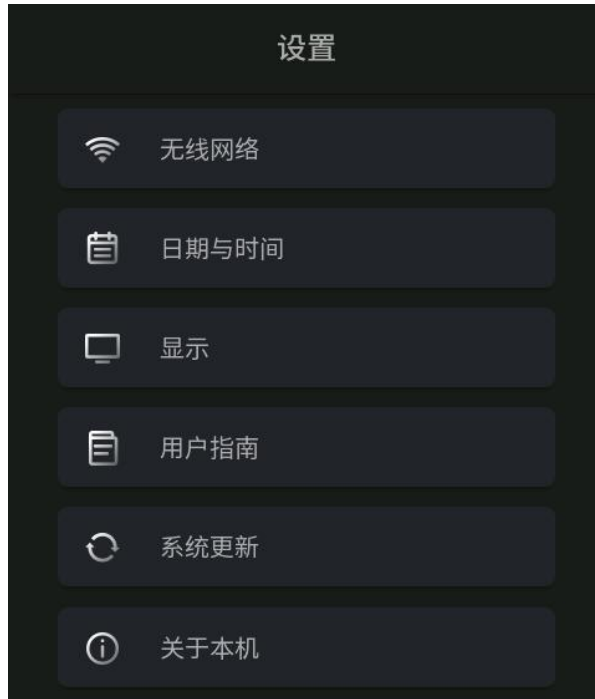 设置
无线网络
日期与时间
显示
用户指南
系统更新
关于本机